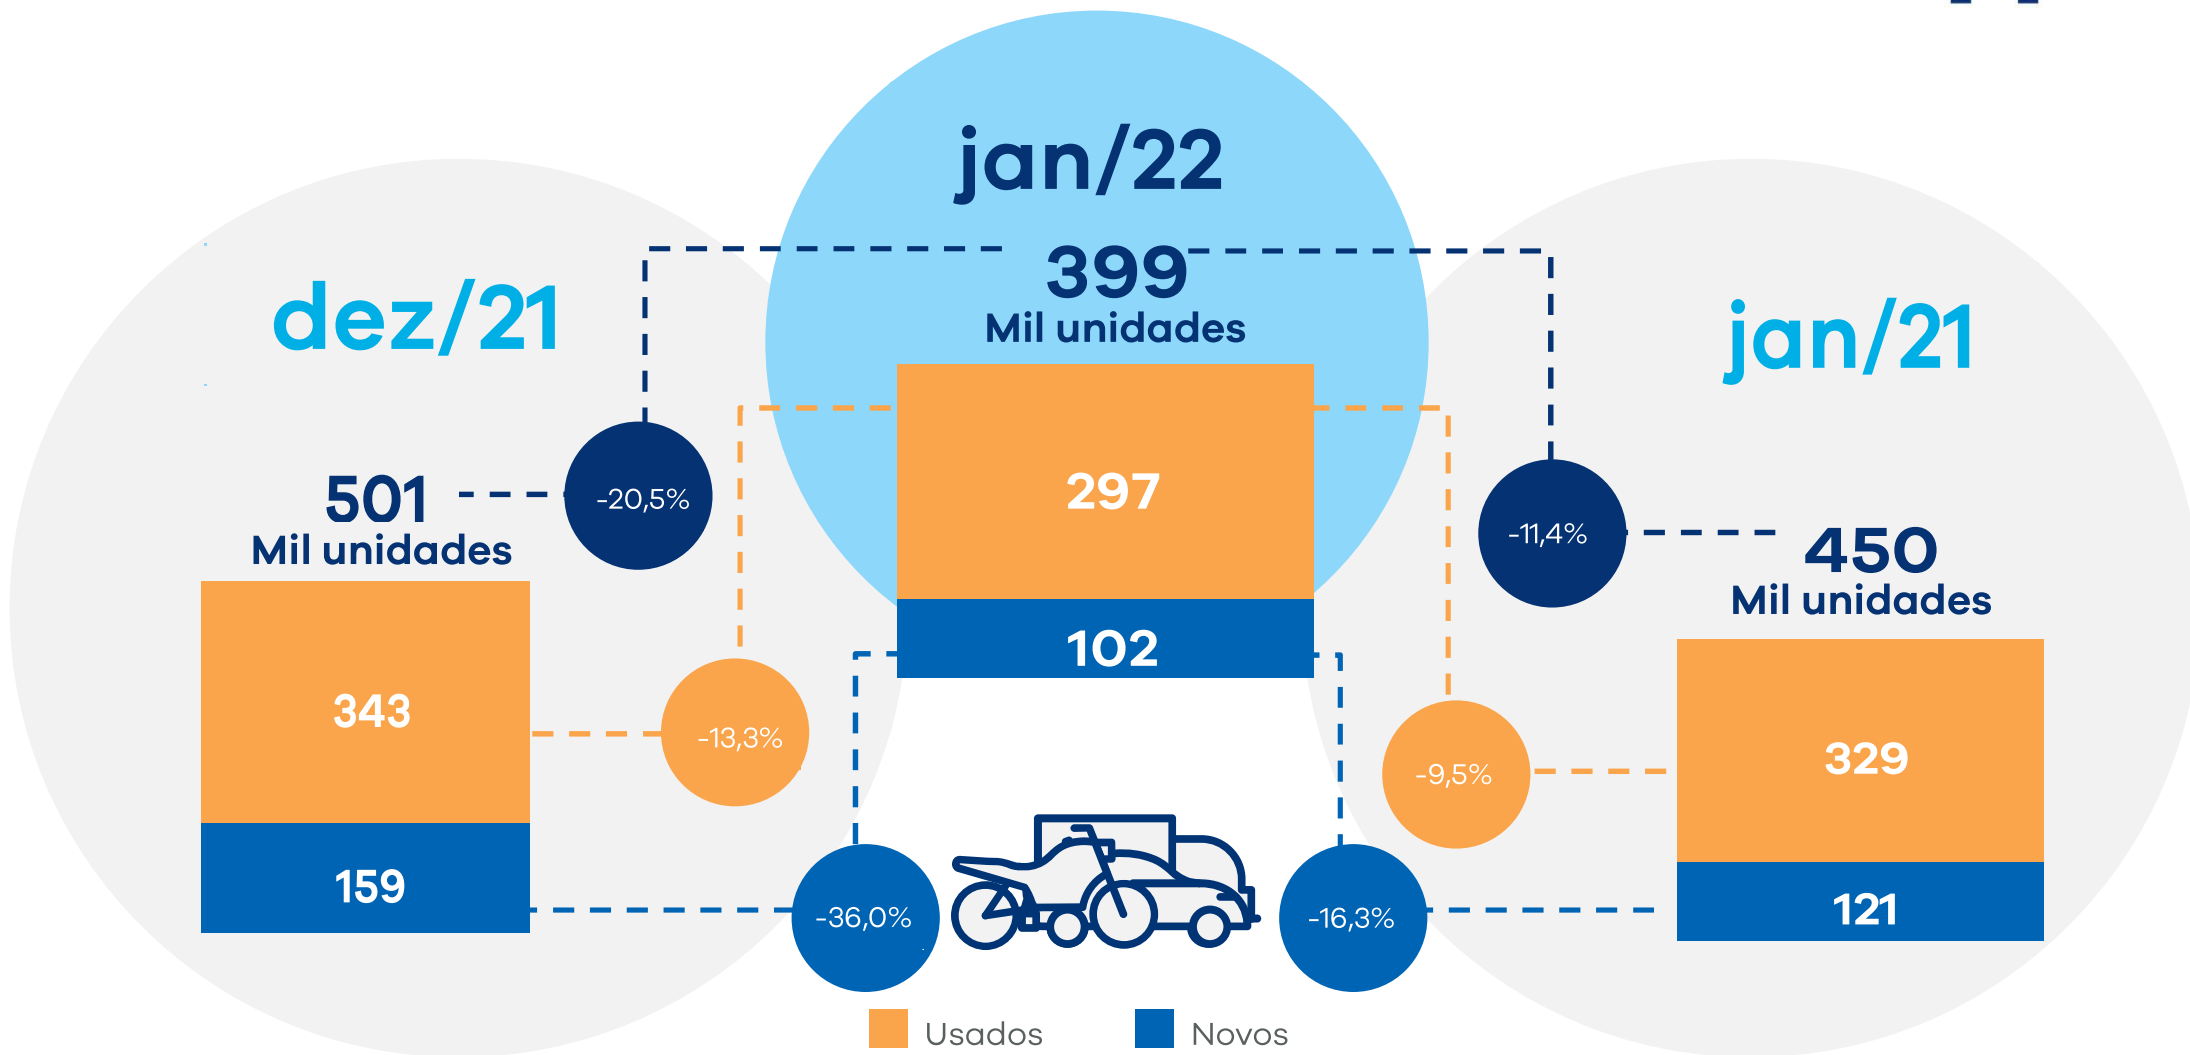 jan/22
399
Mil unidades
297
102
dez/21
501
Mil unidades
343
159
-20,5%
-13,3%
-36,0%
jan/21
450
Mil unidades
329
121
-11,4%
-9,5%
-16,3%
Usados
Novos